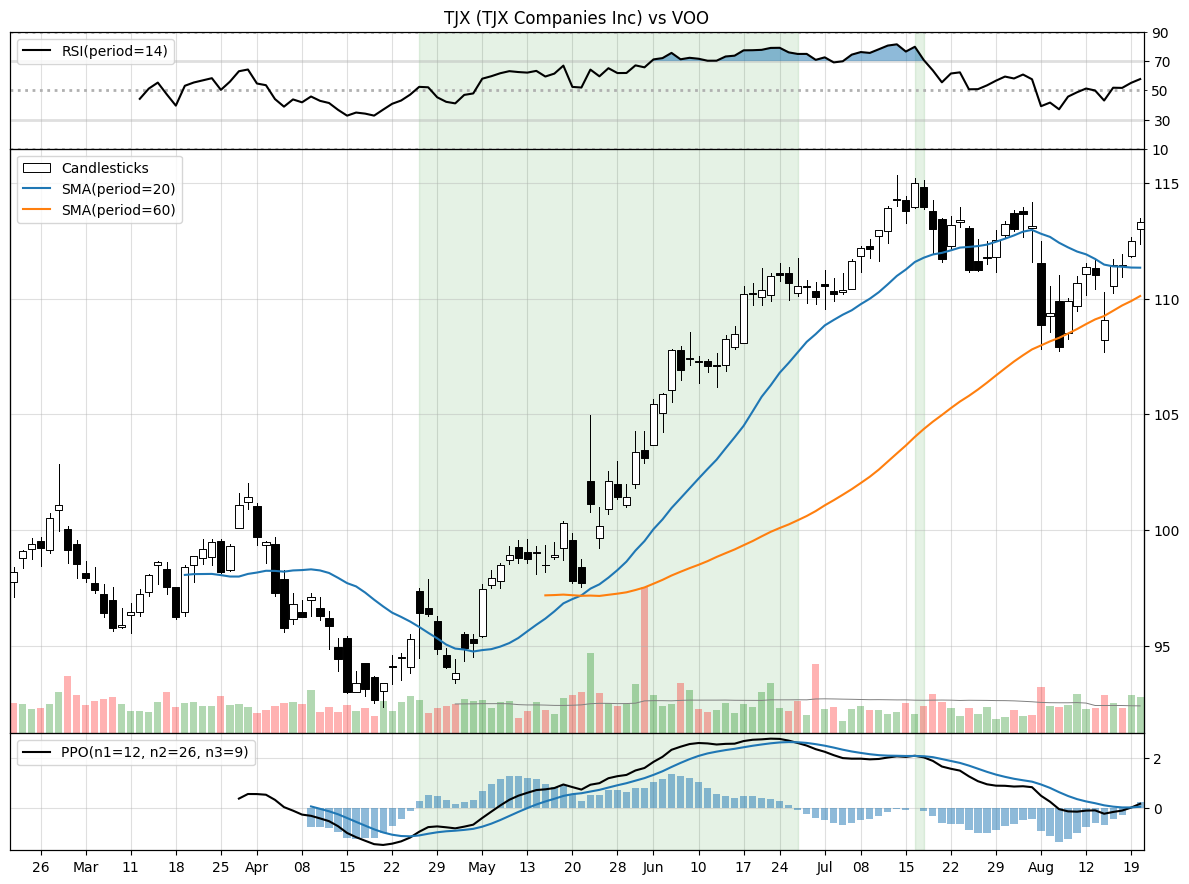 TJX (TJX Companies Inc) vs VOO
RSI(period=14)
90
70
50
30
10
Candlesticks
SMA(period=20)
SMA(period=60)
115
110
105
100
95
PPO(n1=12, n2=26, n3=9)
2
0
26 Mar 11 18 25 Apr 08 15 22 29 May 13 20 28 Jun 10 17 24 Jul 08 15 22 29 Aug 12 19